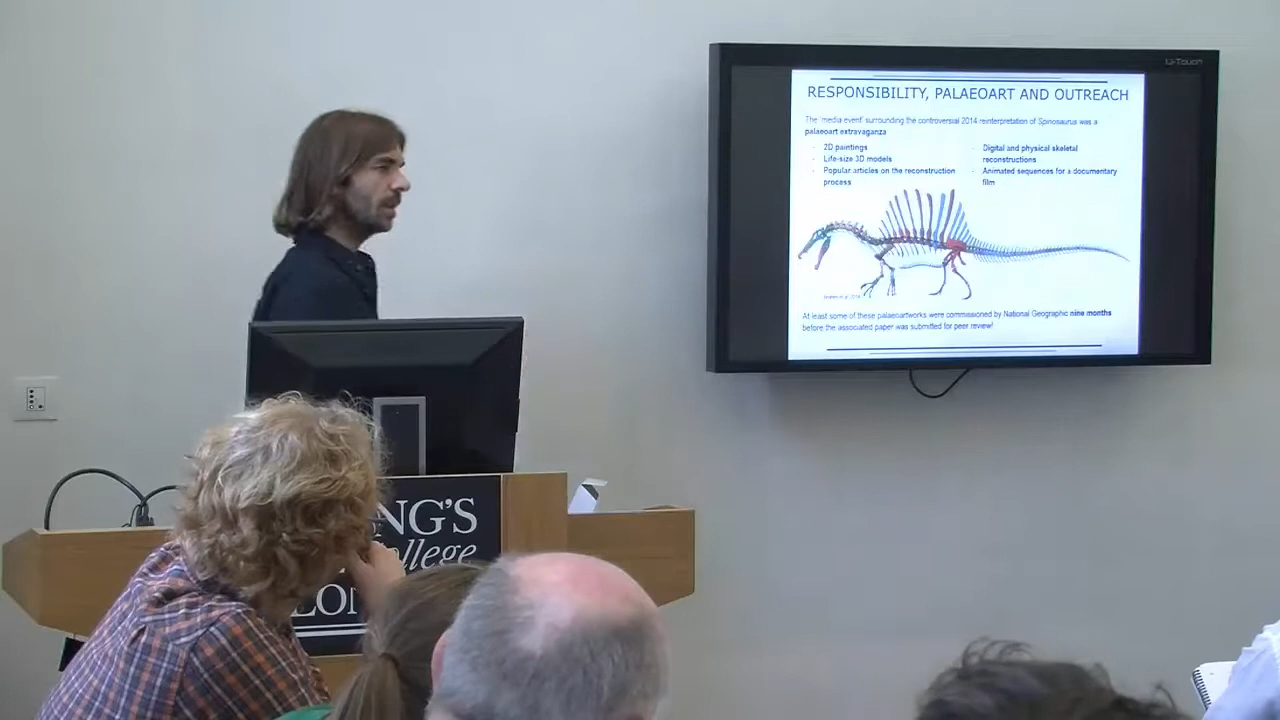 U-Touch
RESPONSIBILITY, PALAEOART AND OUTREACH
The 'media event' surrounding the controversial 2014 reinterpretation of Spinosaurus was a
palaeoart extravaganza
- 2D paintings
- Life-size 3D models
- Popular articles on the reconstruction
process
- Digital and physical skeletal
reconstructions
- Animated sequences for a documentary
film
At least some of these palaeoartworks were commissioned by National Geographic nine months
before the associated paper was submitted for peer review!
NG'S
ollege
LON